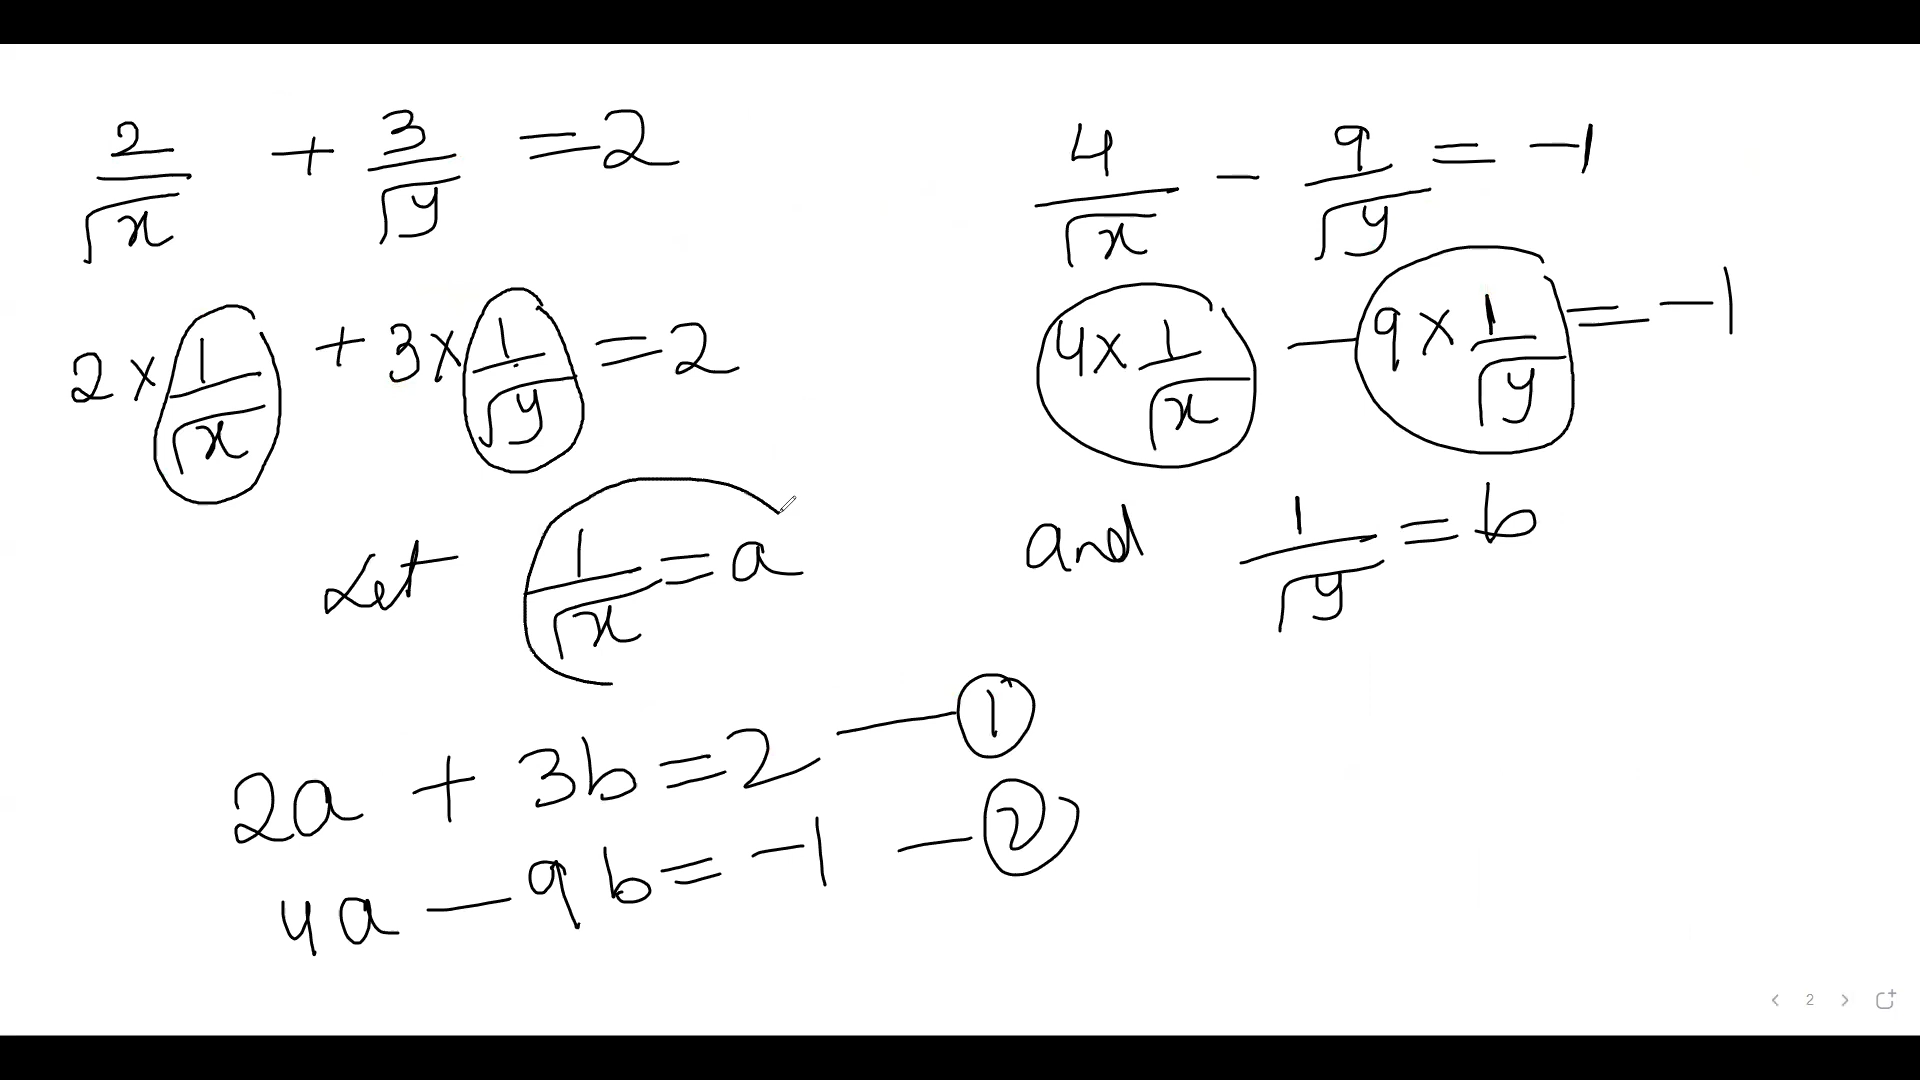 2/√x + 3/√y = 2
4/√x - 9/√y = -1
2 × 1/√x + 3 × 1/√y = 2
4 × 1/√x - 9 × 1/√y = -1
Let 1/√x = a and 1/√y = b
2a + 3b = 2 — ①
4a - 9b = -1 — ②
< 2 >